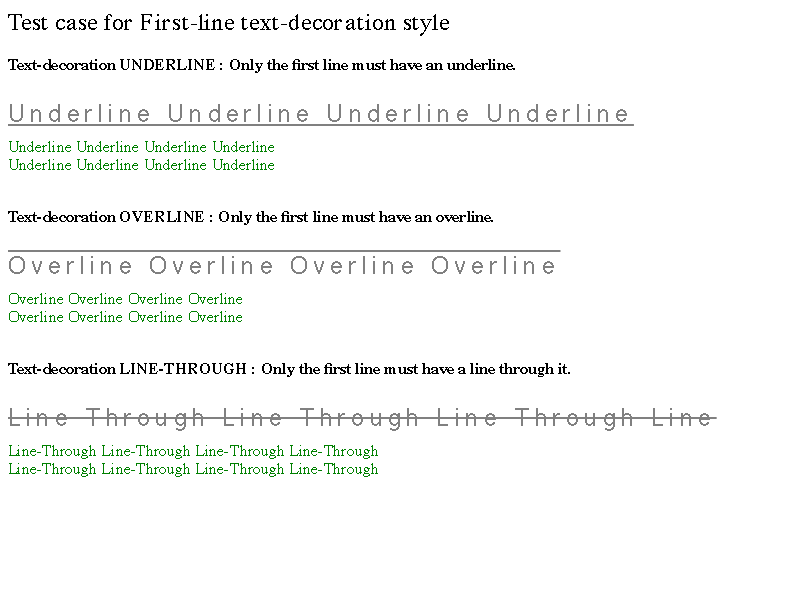 Test case for First-line text-decoration style
Text-decoration UNDERLINE : Only the first line must have an underline.
Underline Underline Underline Underline
Underline Underline Underline Underline
Underline Underline Underline Underline
Text-decoration OVERLINE : Only the first line must have an overline.
Overline Overline Overline Overline
Overline Overline Overline Overline
Overline Overline Overline Overline
Text-decoration LINE-THROUGH : Only the first line must have a line through it.
Line Through Line Through Line Through Line
Line-Through Line-Through Line-Through Line-Through
Line-Through Line-Through Line-Through Line-Through